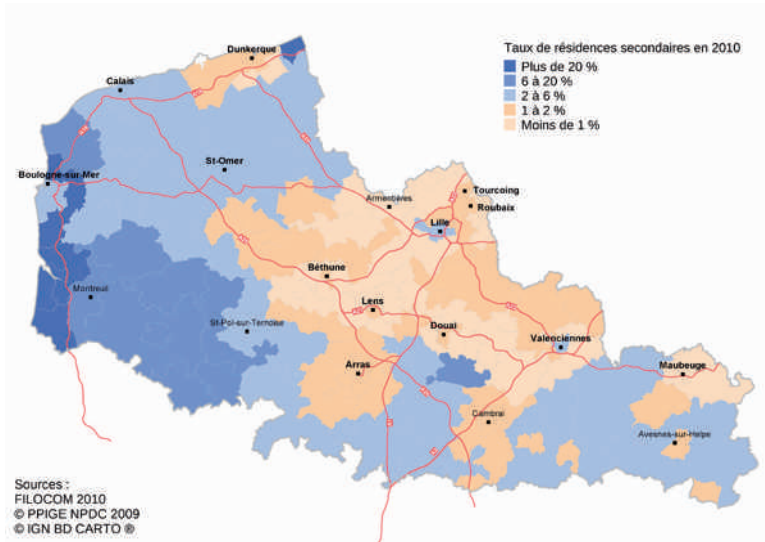 Taux de résidences secondaires en 2010
Plus de 20 %
6 à 20 %
2 à 6 %
1 à 2 %
Moins de 1 %
Dunkerque
Calais
St-Omer
Boulogne-sur-Mer
Tourcoing
Armentières
Roubaix
Lille
Béthune
Montreuil
Lens
St-Pol-sur-Ternoise
Douai
Valenciennes
Arras
Maubeuge
Cambrai
Avesnes-sur-Helpe
Sources :
FILOCOM 2010
© PPIGE NPDC 2009
© IGN BD CARTO ®